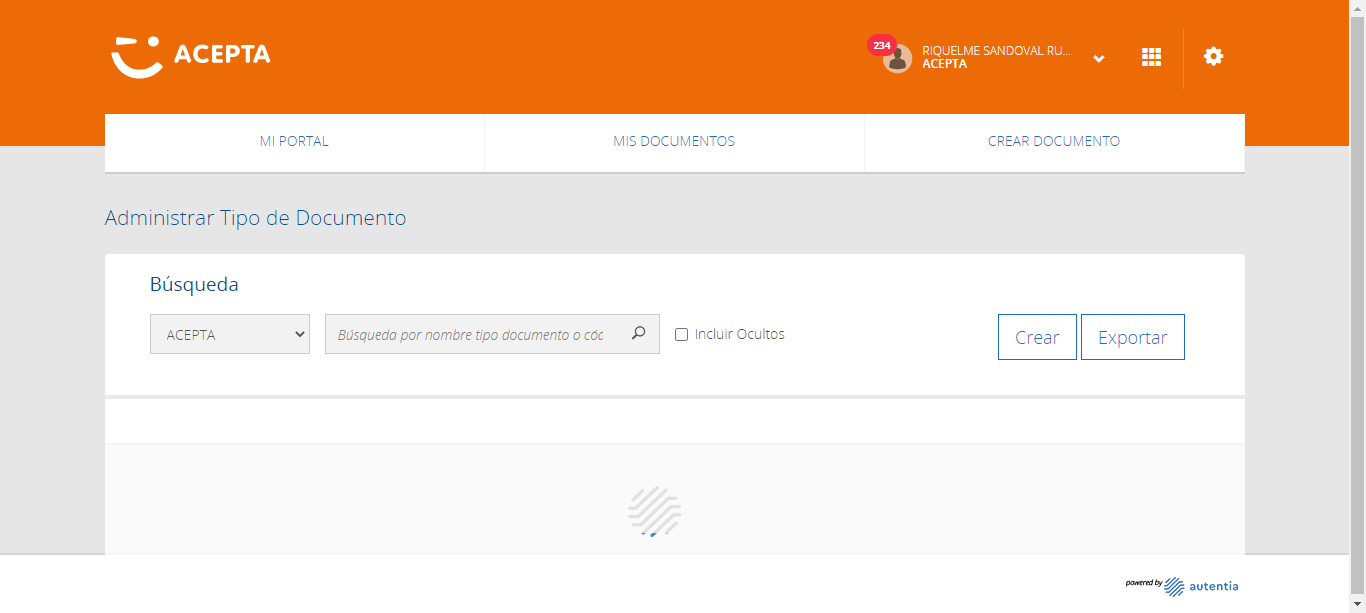 ACEPTA
234
RIQUELME SANDOVAL RU...
ACEPTA
MI PORTAL
MIS DOCUMENTOS
CREAR DOCUMENTO
Administrar Tipo de Documento
Búsqueda
ACEPTA
Búsqueda por nombre tipo documento o cóc
Incluir Ocultos
Crear
Exportar
powered by autentia